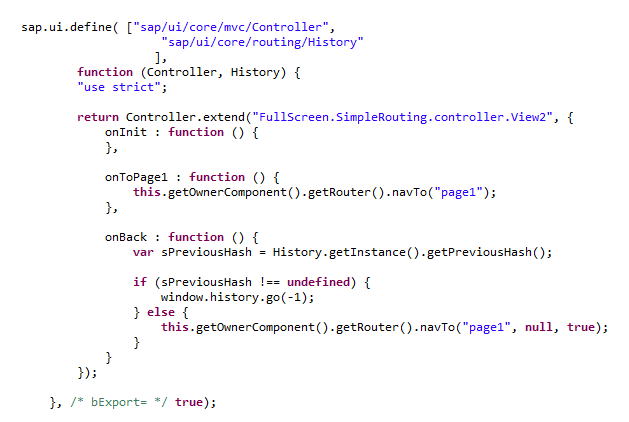 sap.ui.define( ["sap/ui/core/mvc/Controller",
"sap/ui/core/routing/History"
],
function (Controller, History) {
"use strict";
return Controller.extend("FullScreen.SimpleRouting.controller.View2", {
onInit : function () {
},
onToPage1 : function () {
this.getOwnerComponent().getRouter().navTo("page1");
},
onBack : function () {
var sPreviousHash = History.getInstance().getPreviousHash();
if (sPreviousHash !== undefined) {
window.history.go(-1);
} else {
this.getOwnerComponent().getRouter().navTo("page1", null, true);
}
}
});
}, /* bExport= */ true);